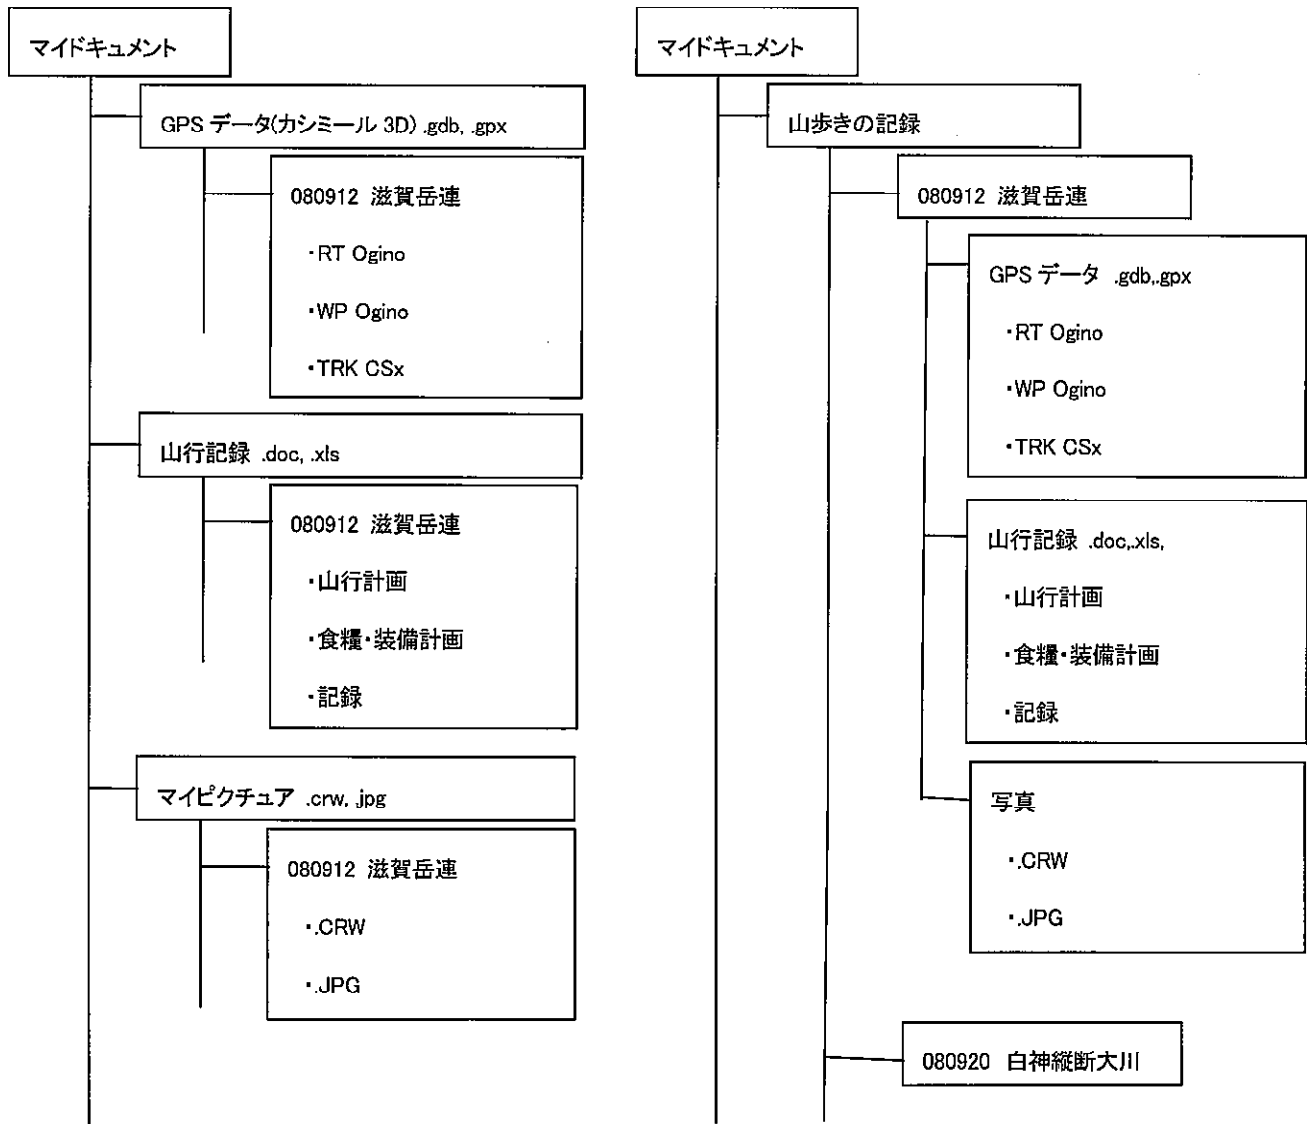 マイドキュメント
GPS データ(カシミール 3D) .gdb, .gpx
080912 滋賀岳連
・RT Ogino
・WP Ogino
・TRK CSx
山行記録 .doc, .xls
080912 滋賀岳連
・山行計画
・食糧・装備計画
・記録
マイピクチュア .crw, jpg
080912 滋賀岳連
・.CRW
・.JPG
マイドキュメント
山歩きの記録
080912 滋賀岳連
GPS データ .gdb,.gpx
・RT Ogino
・WP Ogino
・TRK CSx
山行記録 .doc,.xls,
・山行計画
・食糧・装備計画
・記録
写真
・.CRW
・.JPG
080920 白神縦断大川